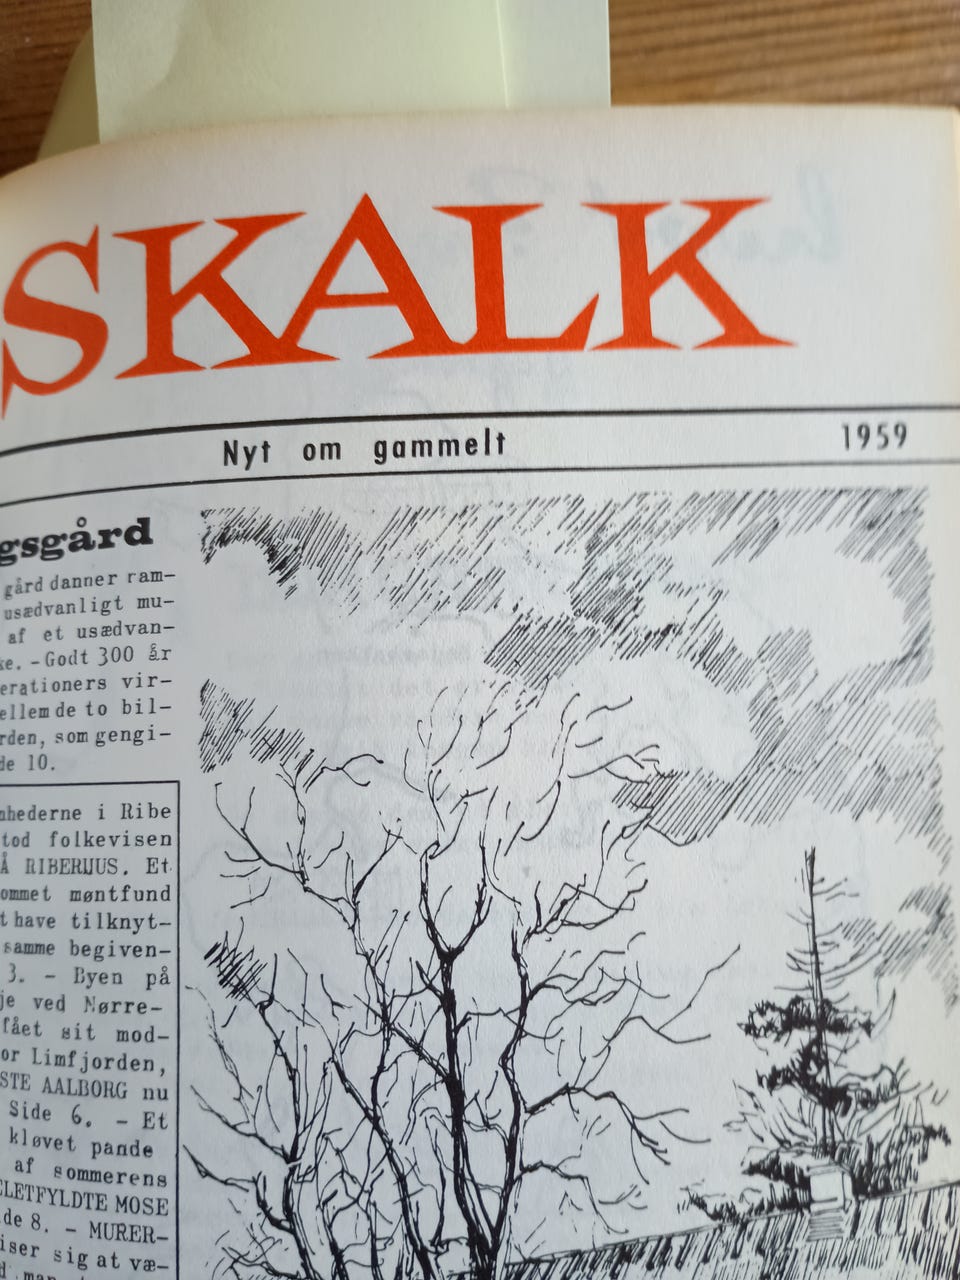 SKALK
Nyt om gammelt 1959
gsgård
gård danner ram-
usædvanligt mu-
af et usædvan-
ke. - Godt 300 år
erationers vir-
ellem de to bil-
rden, som gengi-
de 10.
nhederne i Ribe
tod folkevisen
Å RIBERHUS. Et
ommet møntfund
t have tilknyt-
samme begiven-
3. - Byen på
je ved Nørre-
fået sit mod-
or Limfjorden,
STE AALBORG nu
Side 6. - Et
kløvet pande
af sommerens
ELETFYLDTE MOSE
de 8. - MURER-
iser sig at væ-